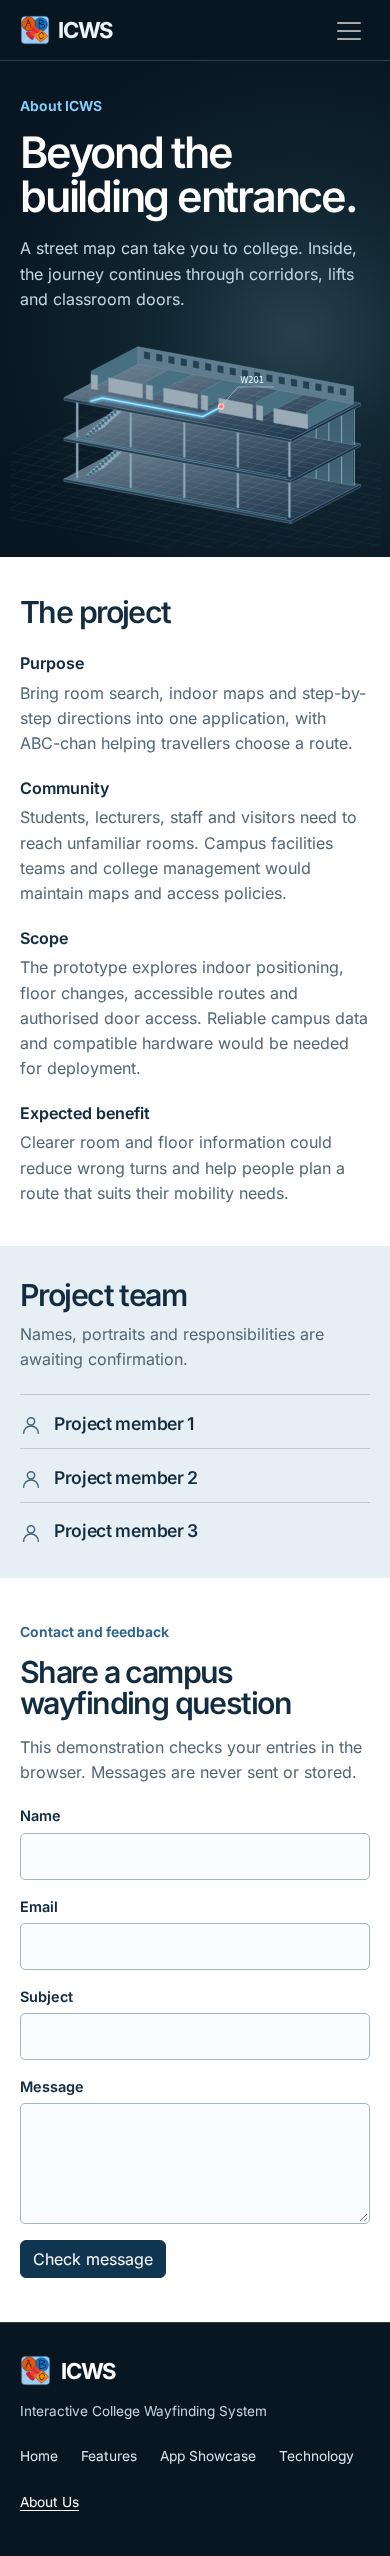 ICWS
About ICWS
Beyond the
building entrance.
A street map can take you to college. Inside,
the journey continues through corridors, lifts
and classroom doors.
W201
The project
Purpose
Bring room search, indoor maps and step-by-
step directions into one application, with
ABC-chan helping travellers choose a route.
Community
Students, lecturers, staff and visitors need to
reach unfamiliar rooms. Campus facilities
teams and college management would
maintain maps and access policies.
Scope
The prototype explores indoor positioning,
floor changes, accessible routes and
authorised door access. Reliable campus data
and compatible hardware would be needed
for deployment.
Expected benefit
Clearer room and floor information could
reduce wrong turns and help people plan a
route that suits their mobility needs.
Project team
Names, portraits and responsibilities are
awaiting confirmation.
Project member 1
Project member 2
Project member 3
Contact and feedback
Share a campus
wayfinding question
This demonstration checks your entries in the
browser. Messages are never sent or stored.
Name
Email
Subject
Message
Check message
ICWS
Interactive College Wayfinding System
Home Features App Showcase Technology
About Us